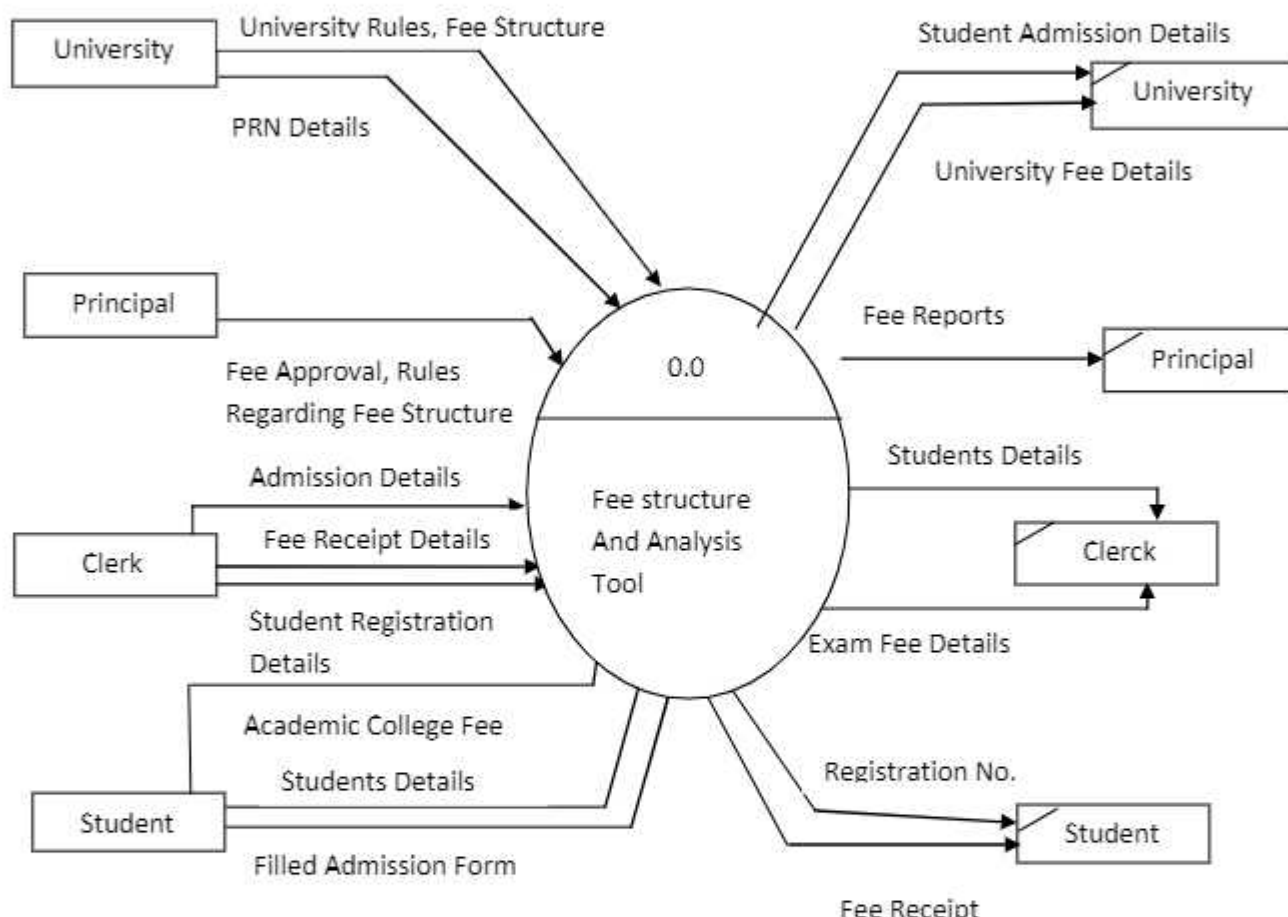 University
University Rules, Fee Structure
PRN Details
Student Admission Details
University
University Fee Details
Principal
Fee Approval, Rules
Regarding Fee Structure
0.0
Fee Reports
Principal
Admission Details
Clerk
Fee Receipt Details
Student Registration
Details
Fee structure
And Analysis
Tool
Students Details
Clerck
Exam Fee Details
Academic College Fee
Students Details
Student
Filled Admission Form
Registration No.
Student
Fee Receipt